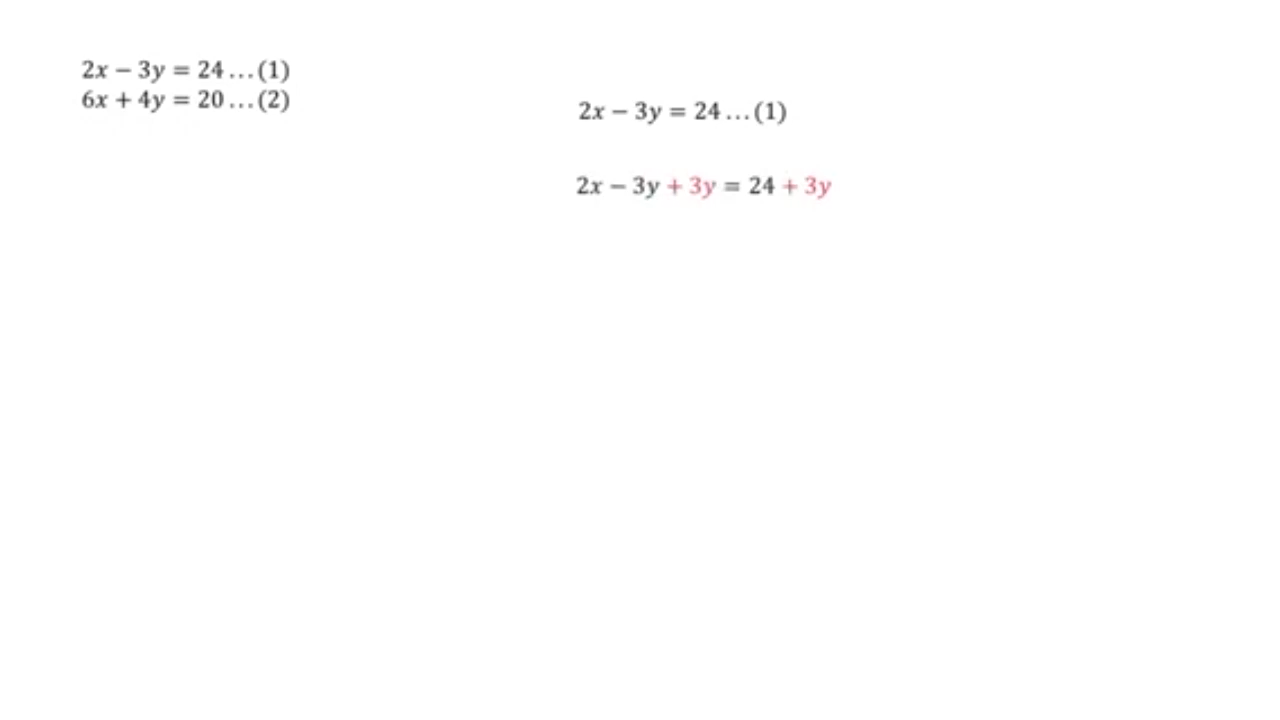 2x − 3y = 24 … (1)
6x + 4y = 20 … (2)
2x − 3y = 24 … (1)
2x − 3y + 3y = 24 + 3y